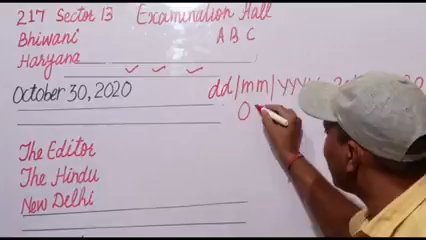 217 Sector 13 Examination Hall
Bhiwani A B C
Haryana
October 30, 2020 dd/mm/yyyy
The Editor
The Hindu
New Delhi